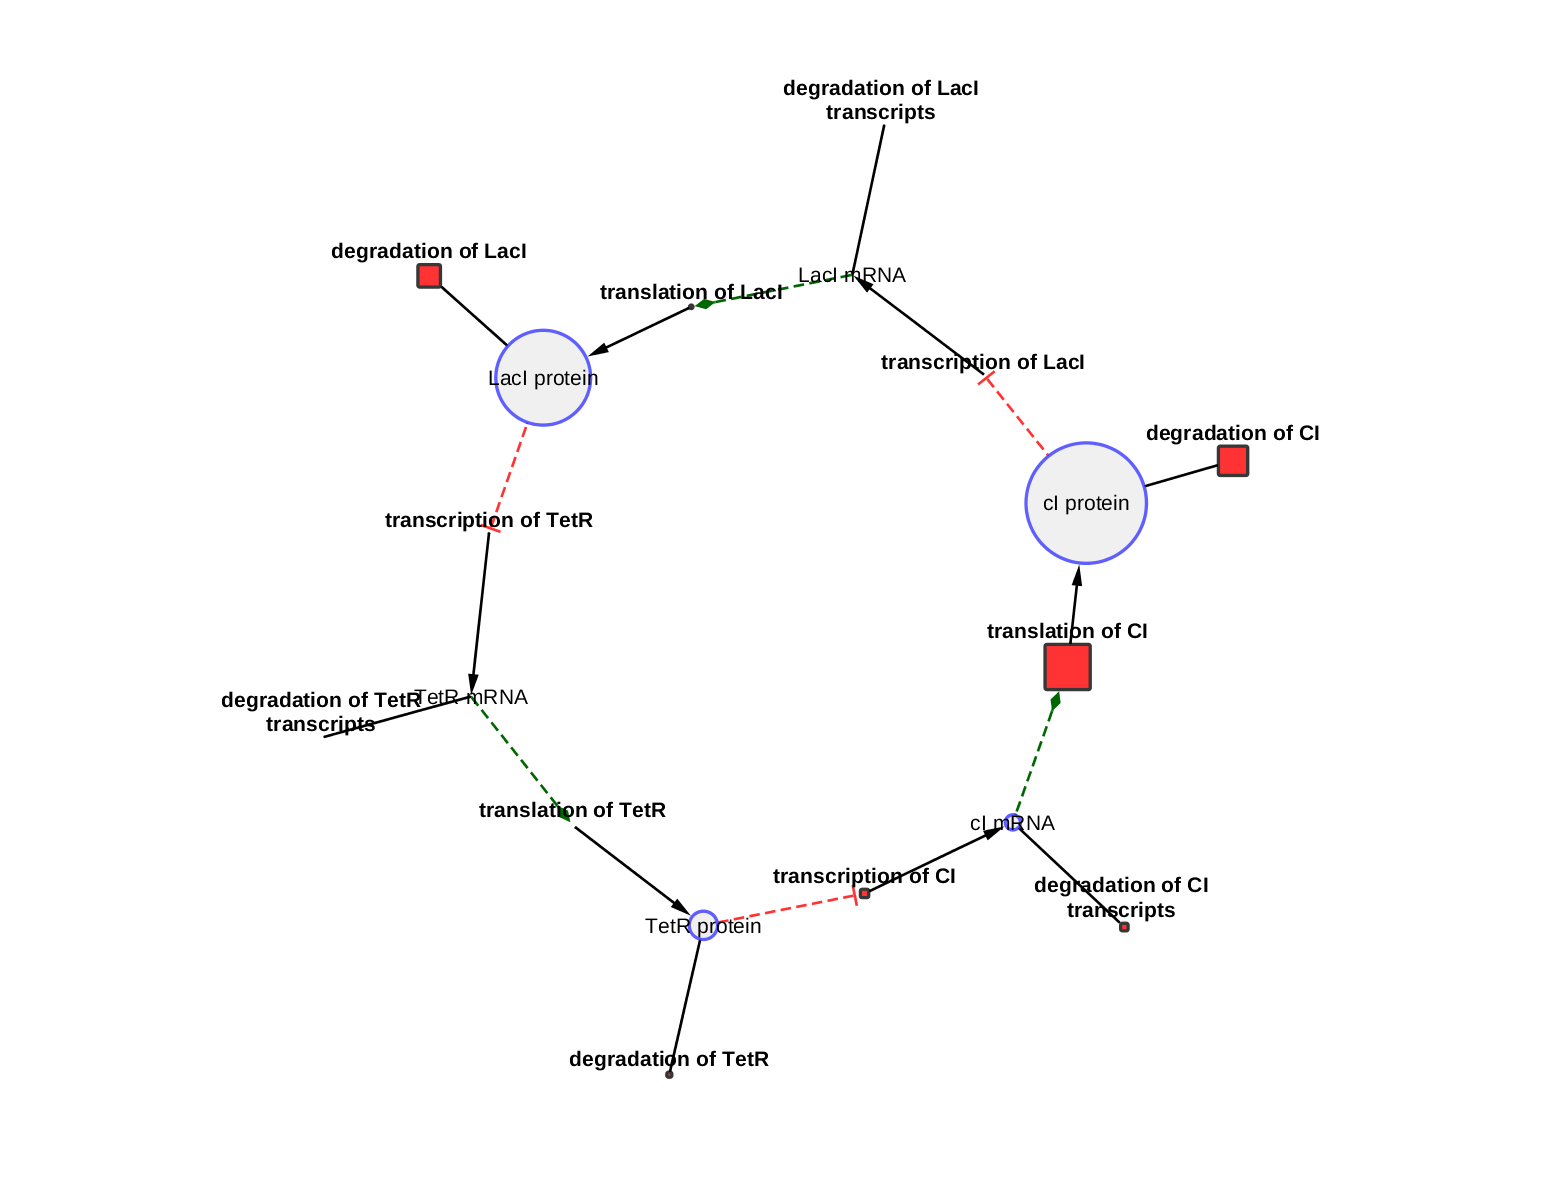 degradation of LacI
transcripts
degradation of LacI
LacI mRNA
translation of LacI
transcription of LacI
LacI protein
degradation of CI
cI protein
transcription of TetR
translation of CI
degradation of TetR
transcripts
TetR mRNA
translation of TetR
cI mRNA
transcription of CI
degradation of CI
transcripts
TetR protein
degradation of TetR